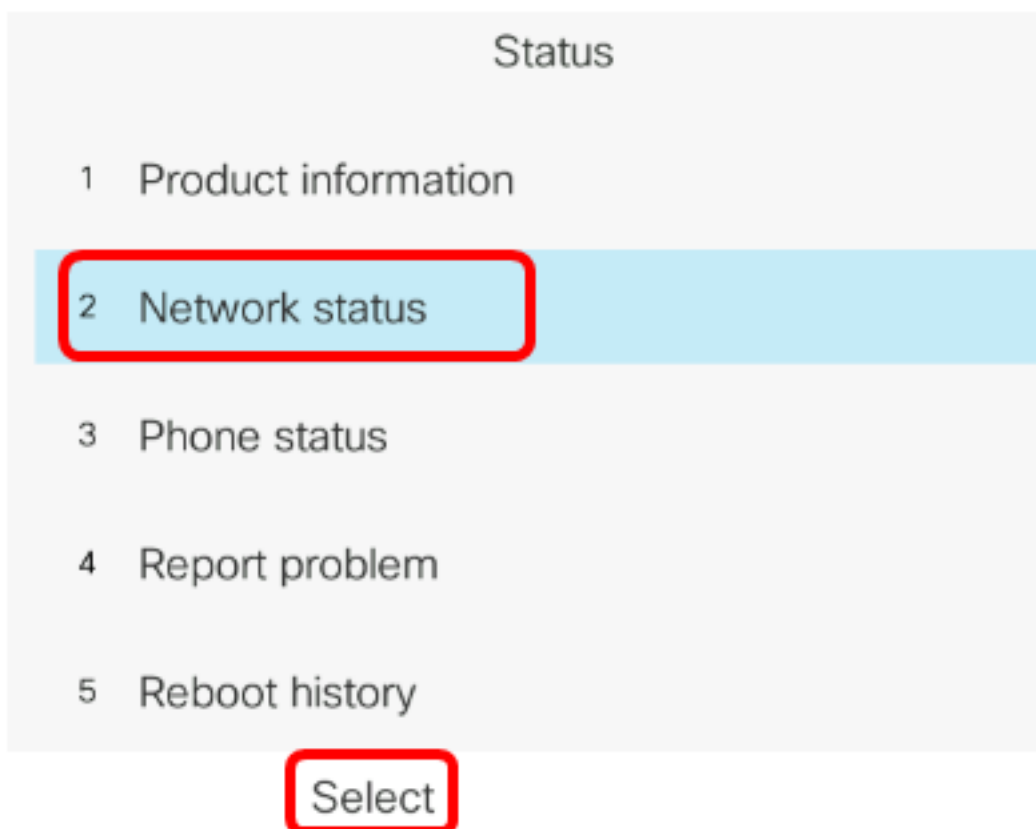 Status
1 Product information
2 Network status
3 Phone status
4 Report problem
5 Reboot history
Select